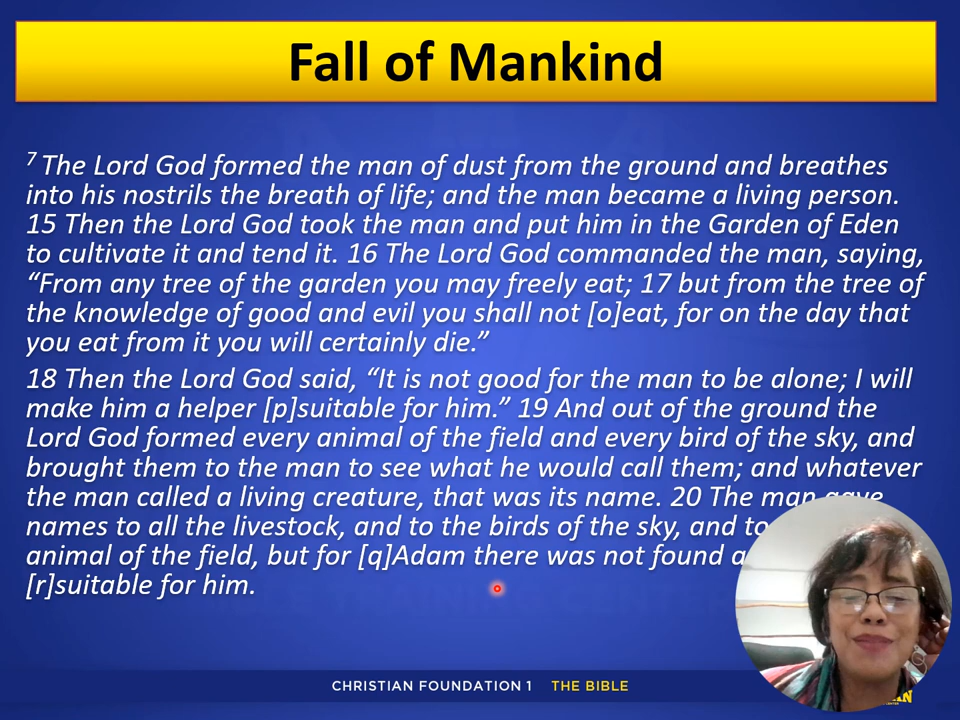 Fall of Mankind
7 The Lord God formed the man of dust from the ground and breathes
into his nostrils the breath of life; and the man became a living person.
15 Then the Lord God took the man and put him in the Garden of Eden
to cultivate it and tend it. 16 The Lord God commanded the man, saying,
“From any tree of the garden you may freely eat; 17 but from the tree of
the knowledge of good and evil you shall not [o]eat, for on the day that
you eat from it you will certainly die.”
18 Then the Lord God said, “It is not good for the man to be alone; I will
make him a helper [p]suitable for him.” 19 And out of the ground the
Lord God formed every animal of the field and every bird of the sky, and
brought them to the man to see what he would call them; and whatever
the man called a living creature, that was its name. 20 The man gave
names to all the livestock, and to the birds of the sky, and to
animal of the field, but for [q]Adam there was not found a
[r]suitable for him.
CHRISTIAN FOUNDATION 1 THE BIBLE